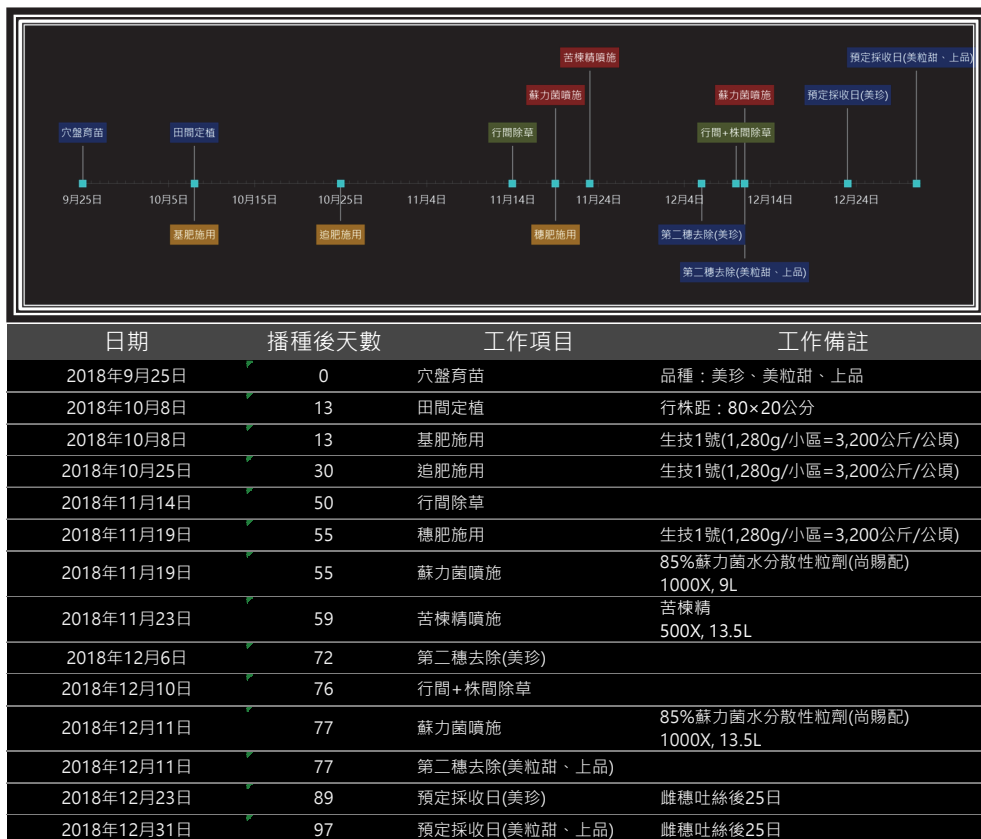 苦楝精噴施
預定採收日(美粒甜、上品)
蘇力菌噴施
蘇力菌噴施
預定採收日(美珍)
穴盤育苗
田間定植
行間除草
行間+株間除草
9月25日
10月5日
10月15日
10月25日
11月4日
11月14日
11月24日
12月4日
12月14日
12月24日
基肥施用
追肥施用
穗肥施用
第二穗去除(美珍)
第二穗去除(美粒甜、上品)
日期 播種後天數 工作項目 工作備註
2018年9月25日 0 穴盤育苗 品種：美珍、美粒甜、上品
2018年10月8日 13 田間定植 行株距：80×20公分
2018年10月8日 13 基肥施用 生技1號(1,280g/小區=3,200公斤/公頃)
2018年10月25日 30 追肥施用 生技1號(1,280g/小區=3,200公斤/公頃)
2018年11月14日 50 行間除草
2018年11月19日 55 穗肥施用 生技1號(1,280g/小區=3,200公斤/公頃)
2018年11月19日 55 蘇力菌噴施 85%蘇力菌水分散性粒劑(尚賜配)
1000X, 9L
2018年11月23日 59 苦楝精噴施 苦楝精
500X, 13.5L
2018年12月6日 72 第二穗去除(美珍)
2018年12月10日 76 行間+株間除草
2018年12月11日 77 蘇力菌噴施 85%蘇力菌水分散性粒劑(尚賜配)
1000X, 13.5L
2018年12月11日 77 第二穗去除(美粒甜、上品)
2018年12月23日 89 預定採收日(美珍) 雌穗吐絲後25日
2018年12月31日 97 預定採收日(美粒甜、上品) 雌穗吐絲後25日